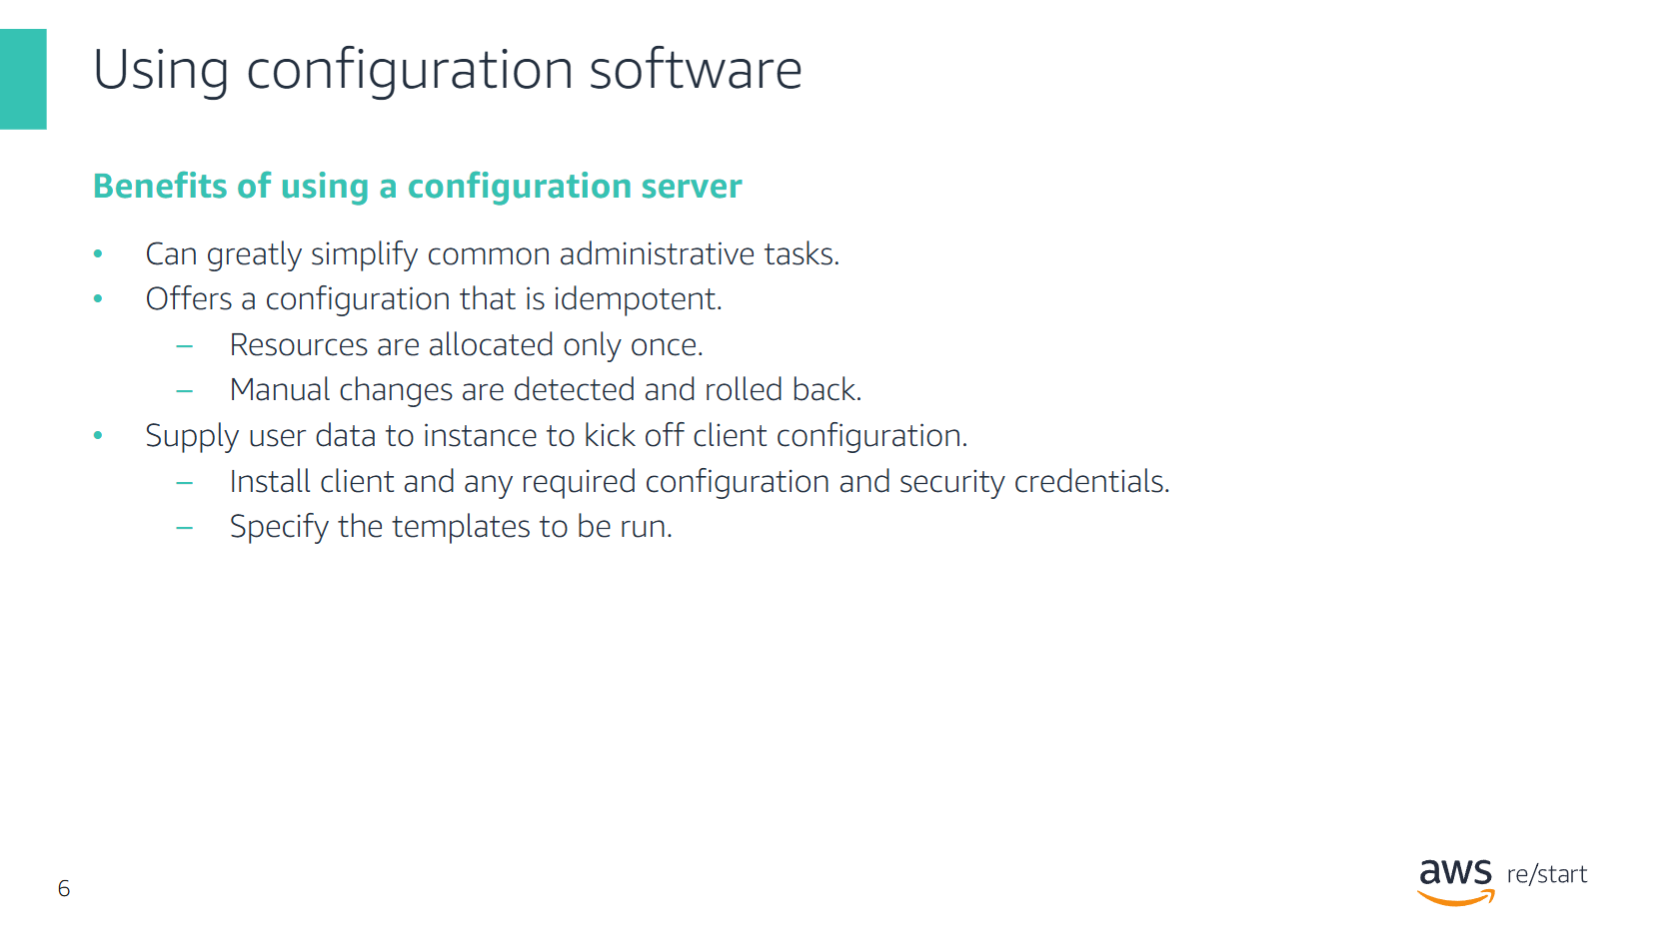 Using configuration software
Benefits of using a configuration server
• Can greatly simplify common administrative tasks.
• Offers a configuration that is idempotent.
– Resources are allocated only once.
– Manual changes are detected and rolled back.
• Supply user data to instance to kick off client configuration.
– Install client and any required configuration and security credentials.
– Specify the templates to be run.
6
aws re/start